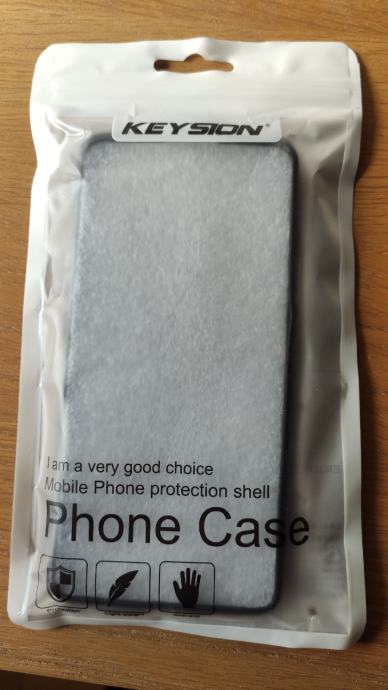 KEYSION
I am a very good choice
Mobile Phone protection shell
Phone Case